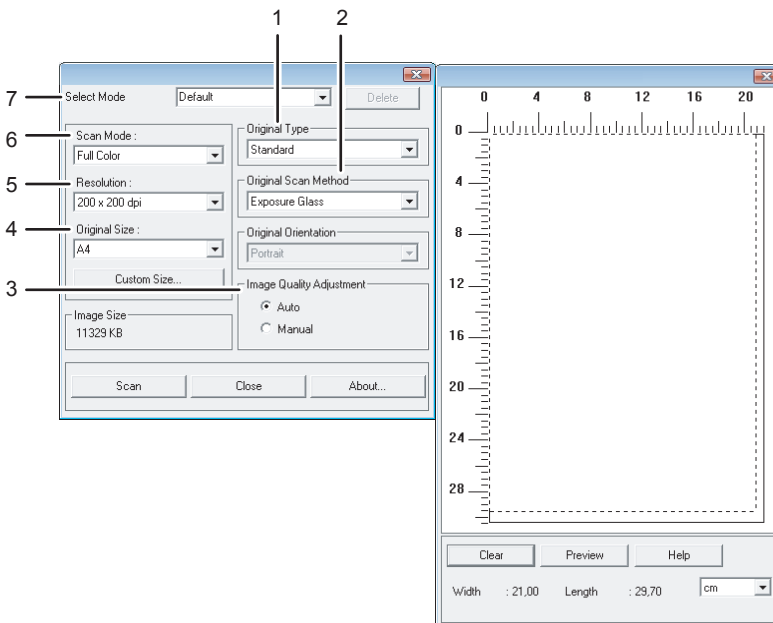 1
2
7
Select Mode
Default
Delete
6
Scan Mode :
Full Color
Original Type
Standard
5
Resolution :
200 x 200 dpi
Original Scan Method
Exposure Glass
4
Original Size :
A4
Original Orientation
Portrait
Custom Size...
3
Image Quality Adjustment
Auto
Manual
Image Size
11329 KB
Scan
Close
About...
0 4 8 12 16 20
0
4
8
12
16
20
24
28
Clear
Preview
Help
Width : 21,00 Length : 29,70 cm